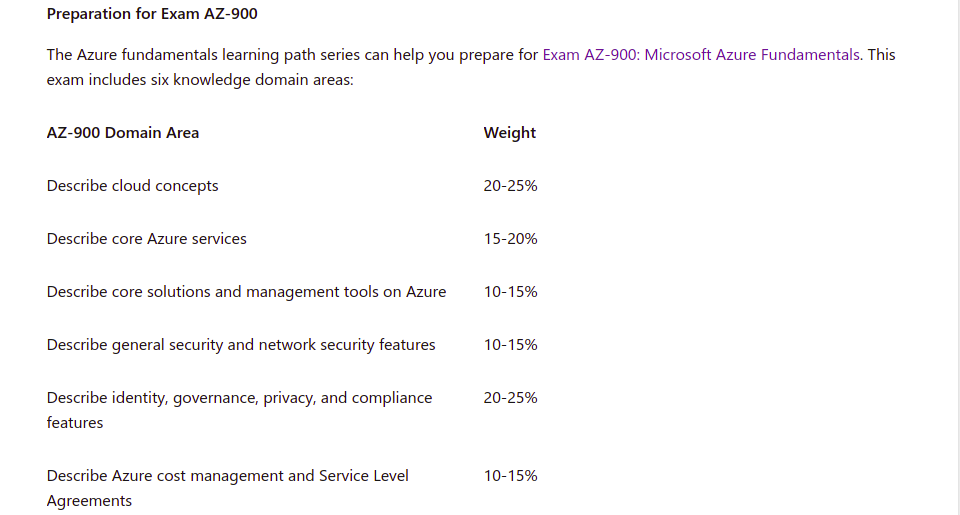 Preparation for Exam AZ-900
The Azure fundamentals learning path series can help you prepare for Exam AZ-900: Microsoft Azure Fundamentals. This
exam includes six knowledge domain areas:
AZ-900 Domain Area Weight
Describe cloud concepts 20-25%
Describe core Azure services 15-20%
Describe core solutions and management tools on Azure 10-15%
Describe general security and network security features 10-15%
Describe identity, governance, privacy, and compliance 20-25%
features
Describe Azure cost management and Service Level 10-15%
Agreements